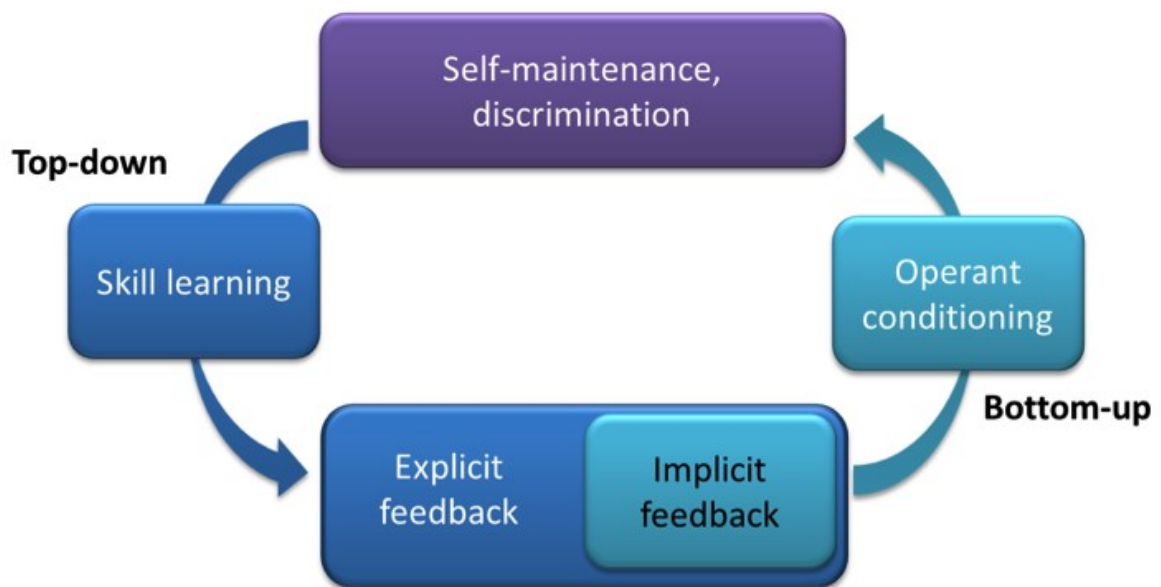 Self-maintenance,
discrimination
Top-down
Skill learning
Operant
conditioning
Bottom-up
Explicit
feedback
Implicit
feedback